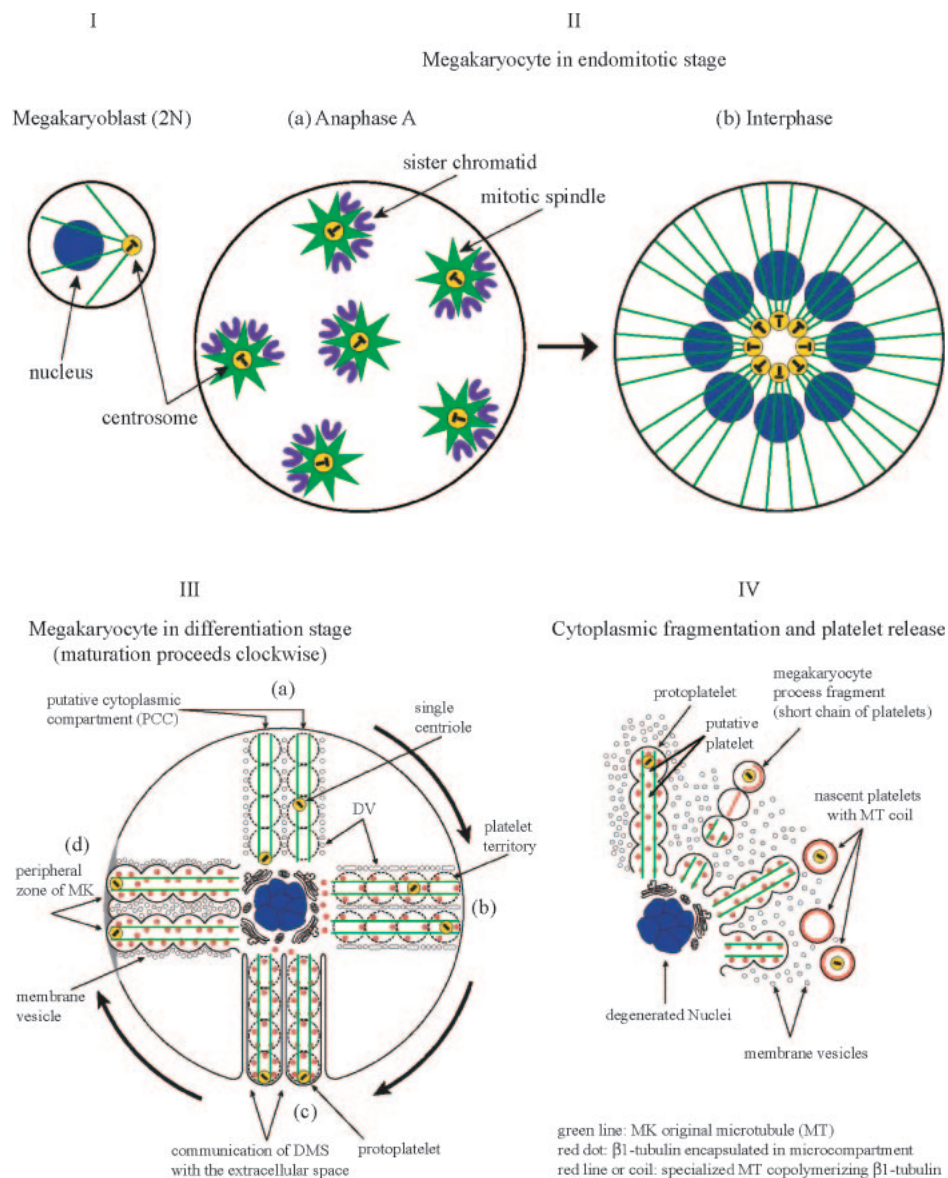 I
II
Megakaryocyte in endomitotic stage
Megakaryoblast (2N)
(a) Anaphase A
(b) Interphase
sister chromatid
mitotic spindle
nucleus
centrosome
III
Megakaryocyte in differentiation stage
(maturation proceeds clockwise)
(a)
putative cytoplasmic
compartment (PCC)
single
centriole
DV
platelet
territory
(b)
(d)
peripheral
zone of MK
membrane
vesicle
(c)
communication of DMS
with the extracellular space
protoplatelet
IV
Cytoplasmic fragmentation and platelet release
megakaryocyte
process fragment
(short chain of platelets)
protoplatelet
putative
platelet
nascent platelets
with MT coil
degenerated Nuclei
membrane vesicles
green line: MK original microtubule (MT)
red dot: β1-tubulin encapsulated in microcompartment
red line or coil: specialized MT copolymerizing β1-tubulin